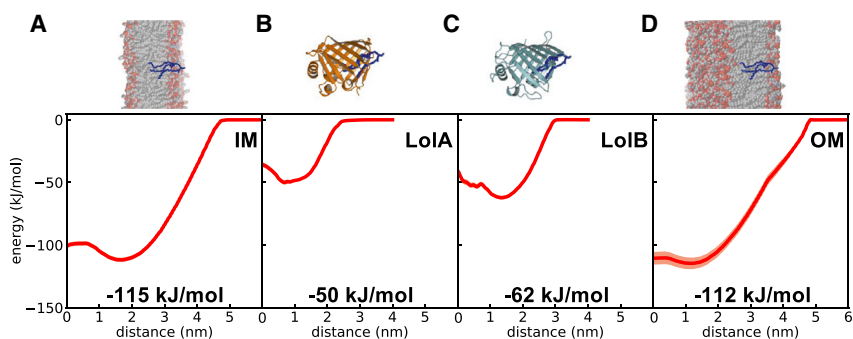 A B C D
0
−50
−100
−150
energy (kJ/mol)
IM LolA LolB OM
-115 kJ/mol -50 kJ/mol -62 kJ/mol -112 kJ/mol
0 1 2 3 4 5 0 1 2 3 4 5 0 1 2 3 4 5 0 1 2 3 4 5 6
distance (nm) distance (nm) distance (nm) distance (nm)